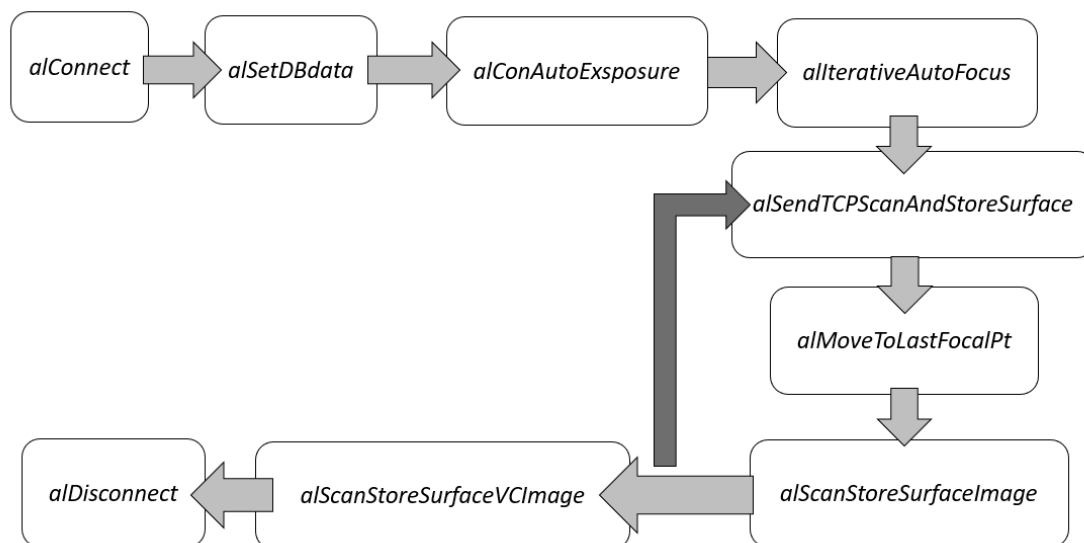 alConnect
alSetDBdata
alConAutoExsposure
alIterativeAutoFocus
alSendTCPScanAndStoreSurface
alMoveToLastFocalPt
alScanStoreSurfaceImage
alScanStoreSurfaceVCImage
alDisconnect